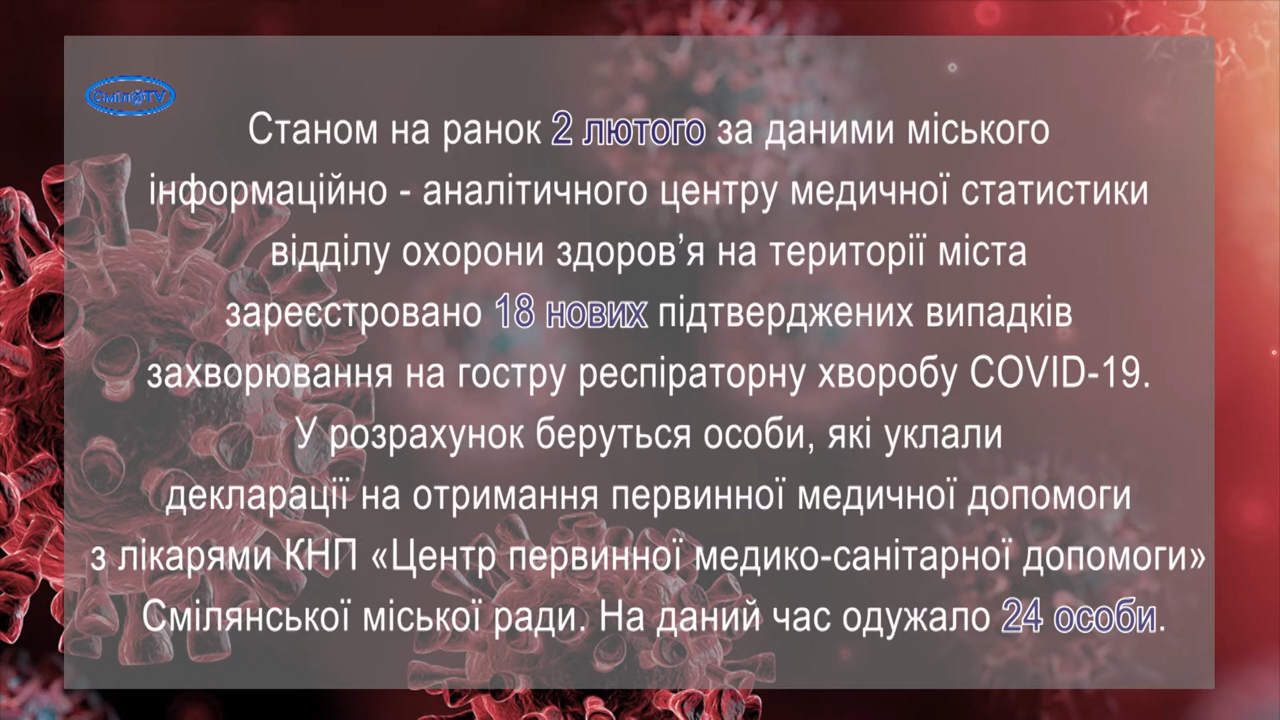 Сміл@TV
Станом на ранок 2 лютого за даними міського
інформаційно - аналітичного центру медичної статистики
відділу охорони здоров’я на території міста
зареєстровано 18 нових підтверджених випадків
захворювання на гостру респіраторну хворобу COVID-19.
У розрахунок беруться особи, які уклали
декларації на отримання первинної медичної допомоги
з лікарями КНП «Центр первинної медико-санітарної допомоги»
Смілянської міської ради. На даний час одужало 24 особи.